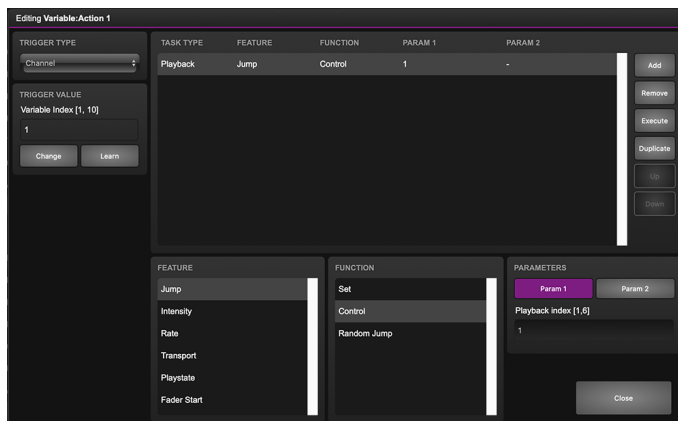 Editing Variable:Action 1
TRIGGER TYPE
Channel
TRIGGER VALUE
Variable Index [1, 10]
1
Change Learn
TASK TYPE FEATURE FUNCTION PARAM 1 PARAM 2
Playback Jump Control 1 -
Add
Remove
Execute
Duplicate
Up
Down
FEATURE
Jump
Intensity
Rate
Transport
Playstate
Fader Start
FUNCTION
Set
Control
Random Jump
PARAMETERS
Param 1 Param 2
Playback index [1,6]
1
Close